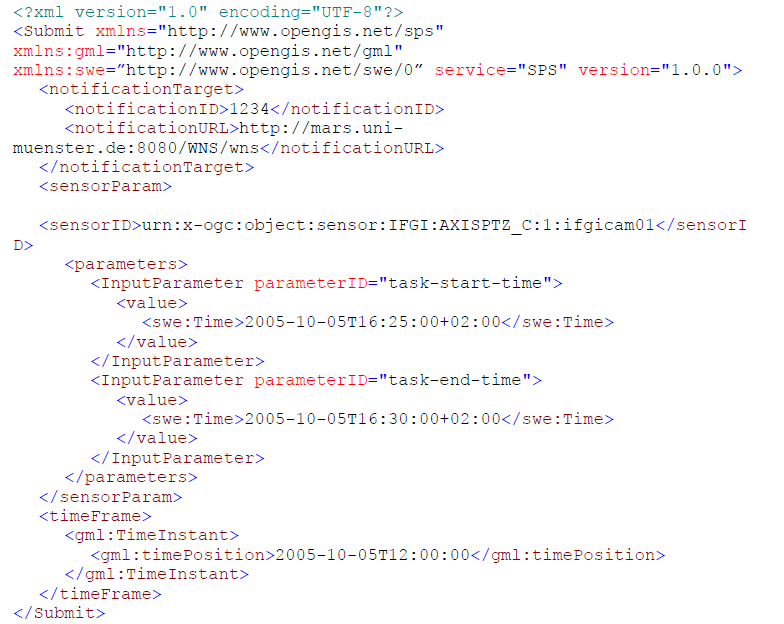 <?xml version="1.0" encoding="UTF-8"?>
<Submit xmlns="http://www.opengis.net/sps"
xmlns:gml="http://www.opengis.net/gml"
xmlns:swe=”http://www.opengis.net/swe/0” service="SPS" version="1.0.0">
<notificationTarget>
<notificationID>1234</notificationID>
<notificationURL>http://mars.uni-
muenster.de:8080/WNS/wns</notificationURL>
</notificationTarget>
<sensorParam>
<sensorID>urn:x-ogc:object:sensor:IFGI:AXISPTZ_C:1:ifgicam01</sensorI
D>
<parameters>
<InputParameter parameterID="task-start-time">
<value>
<swe:Time>2005-10-05T16:25:00+02:00</swe:Time>
</value>
</InputParameter>
<InputParameter parameterID="task-end-time">
<value>
<swe:Time>2005-10-05T16:30:00+02:00</swe:Time>
</value>
</InputParameter>
</parameters>
</sensorParam>
<timeFrame>
<gml:TimeInstant>
<gml:timePosition>2005-10-05T12:00:00</gml:timePosition>
</gml:TimeInstant>
</timeFrame>
</Submit>